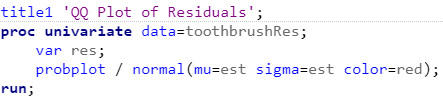 title1 'QQ Plot of Residuals';
proc univariate data=toothbrushRes;
var res;
probplot / normal(mu=est sigma=est color=red);
run;